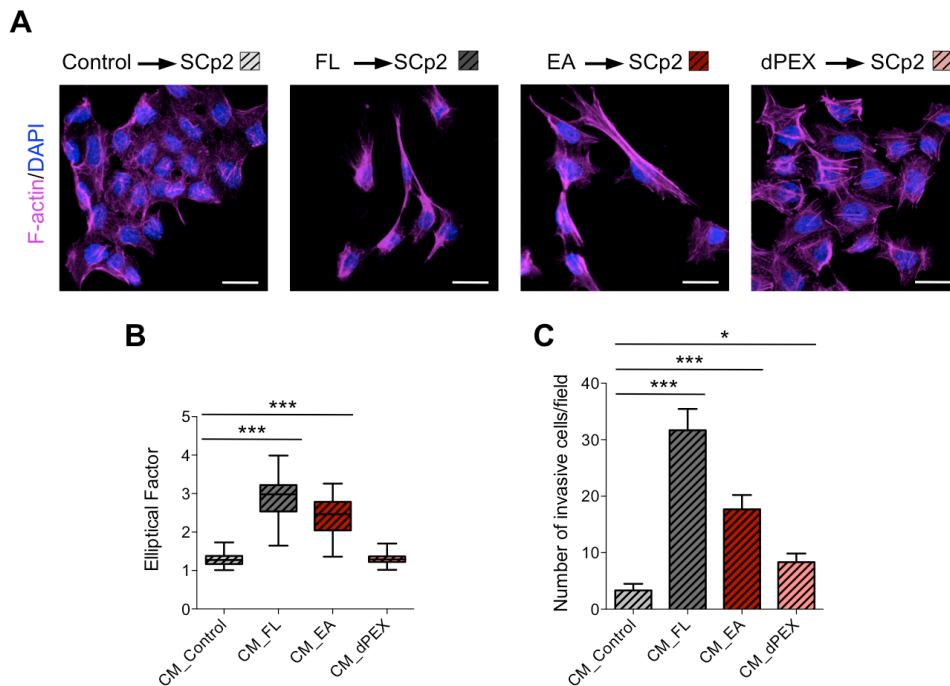 A
Control → SCp2
FL → SCp2
EA → SCp2
dPEX → SCp2
F-actin/DAPI
B
Elliptical Factor
5
4
3
2
1
0
***
***
CM_Control
CM_FL
CM_EA
CM_dPEX
C
Number of invasive cells/field
40
30
20
10
0
*
***
***
CM_Control
CM_FL
CM_EA
CM_dPEX